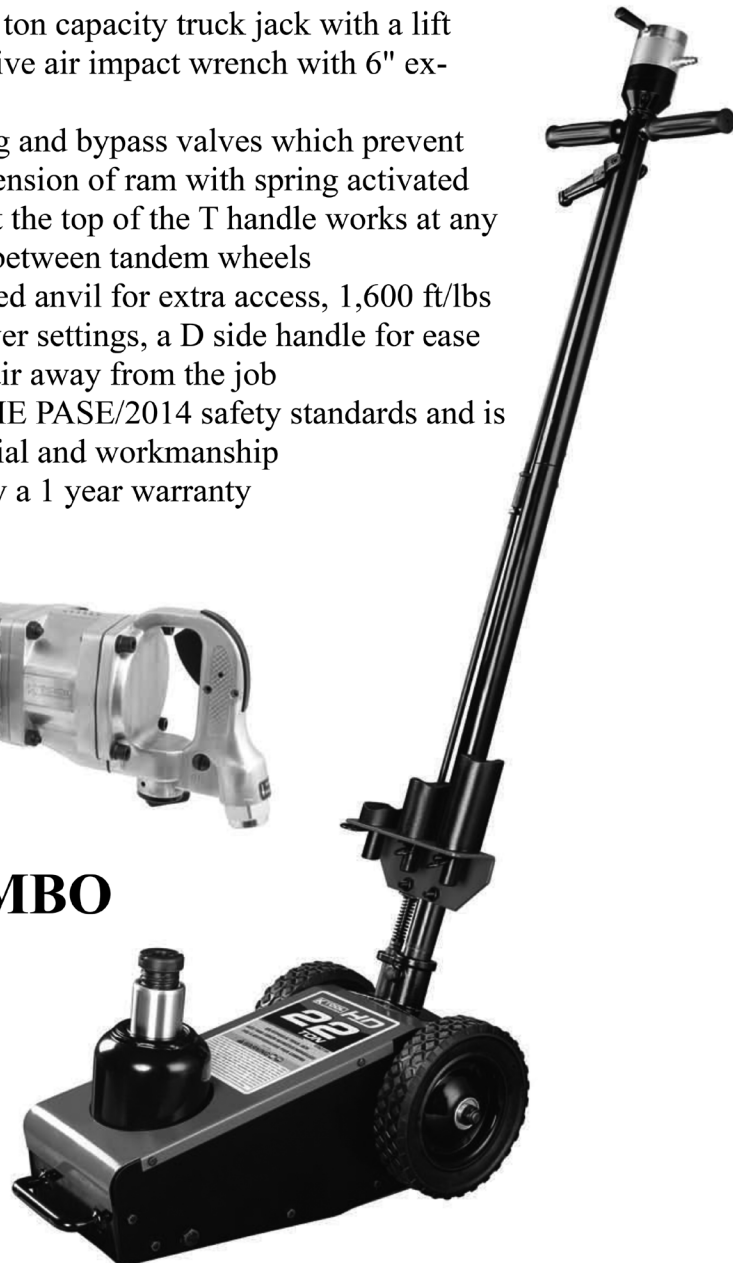 ton capacity truck jack with a lift
ive air impact wrench with 6" ex-
g and bypass valves which prevent
ension of ram with spring activated
t the top of the T handle works at any
between tandem wheels
ed anvil for extra access, 1,600 ft/lbs
er settings, a D side handle for ease
ir away from the job
IE PASE/2014 safety standards and is
ial and workmanship
y a 1 year warranty
MBO
HD
22
TON